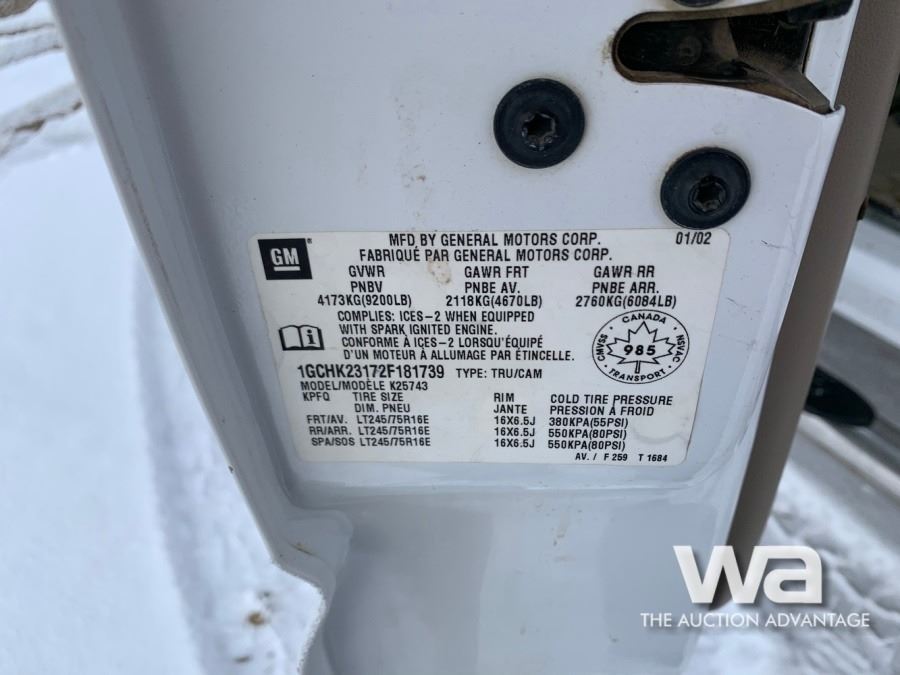 GM
MFD BY GENERAL MOTORS CORP. 01/02
FABRIQUÉ PAR GENERAL MOTORS CORP.
GVWR GAWR FRT GAWR RR
PNBV PNBE AV. PNBE ARR.
4173KG(9200LB) 2118KG(4670LB) 2760KG(6084LB)
COMPLIES: ICES-2 WHEN EQUIPPED
WITH SPARK IGNITED ENGINE.
CONFORME À ICES-2 LORSQU'ÉQUIPÉ
D'UN MOTEUR À ALLUMAGE PAR ÉTINCELLE.
CANADA
CMVSS 985 NSVAC
TRANSPORT
1GCHK23172F181739 TYPE: TRU/CAM
MODEL/MODÈLE K25743
KPFQ TIRE SIZE RIM COLD TIRE PRESSURE
DIM. PNEU JANTE PRESSION À FROID
FRT/AV. LT245/75R16E 16X6.5J 380KPA(55PSI)
RR/ARR. LT245/75R16E 16X6.5J 550KPA(80PSI)
SPA/SOS LT245/75R16E 16X6.5J 550KPA(80PSI)
AV. / F 259 T 1684
wa
THE AUCTION ADVANTAGE